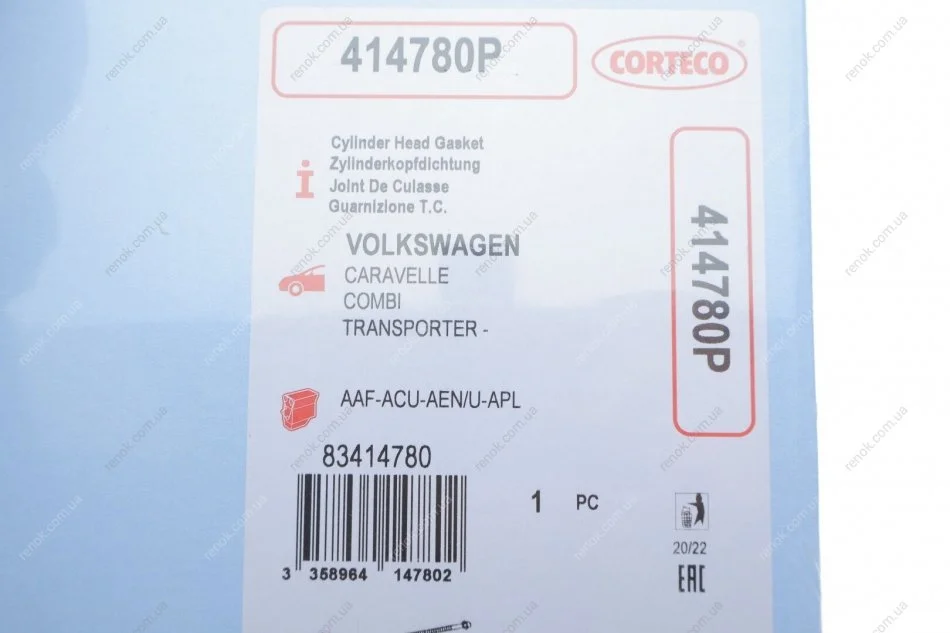 414780P
CORTECO
Cylinder Head Gasket
Zylinderkopfdichtung
Joint De Culasse
Guarnizione T.C.
VOLKSWAGEN
CARAVELLE
COMBI
TRANSPORTER -
414780P
AAF-ACU-AEN/U-APL
83414780
1 PC
3 358964 147802
20/22
EAC
renok.com.ua